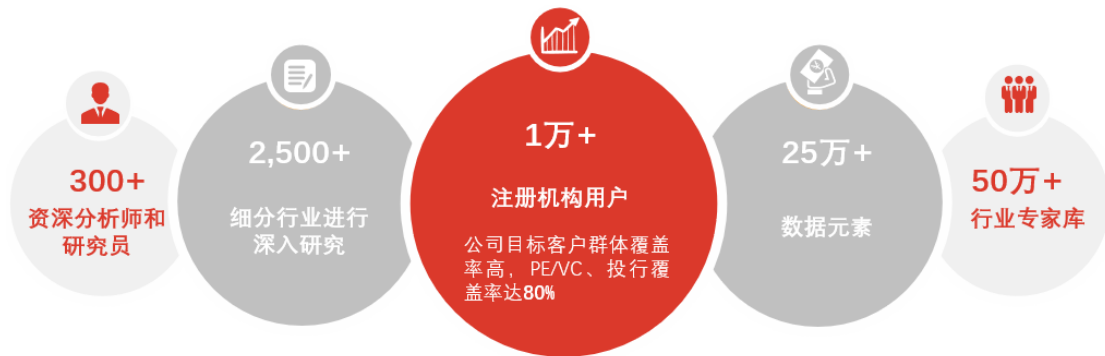 300+
资深分析师和
研究员
2,500+
细分行业进行
深入研究
1万+
注册机构用户
公司目标客户群体覆盖
率高， PE/VC、投行覆
盖率达80%
25万+
数据元素
50万+
行业专家库